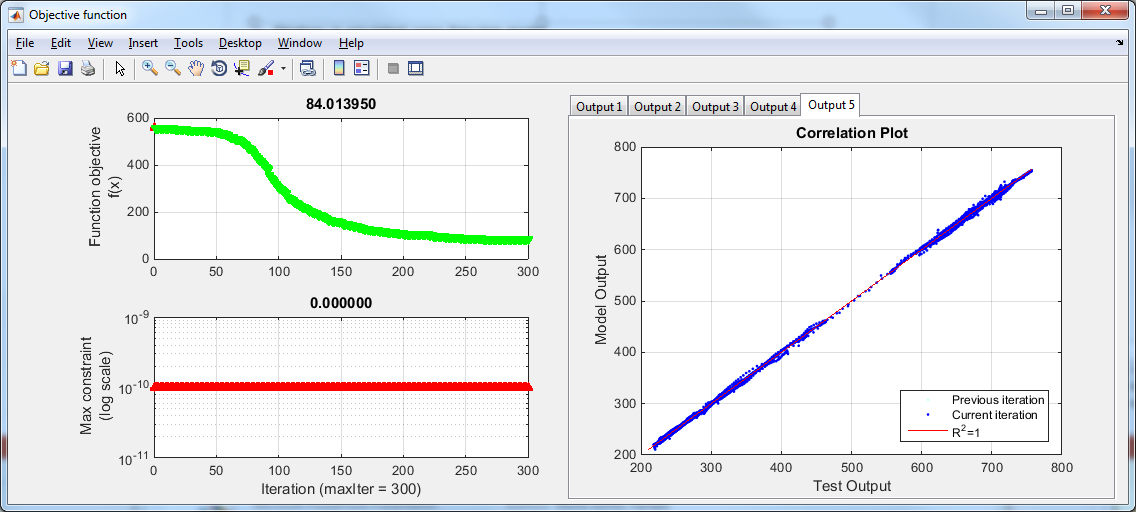 Objective function
File Edit View Insert Tools Desktop Window Help
84.013950
Function objective
f(x)
600
400
200
0
0 50 100 150 200 250 300
0.000000
Max constraint
(log scale)
10^-9
10^-10
10^-11
0 50 100 150 200 250 300
Iteration (maxIter = 300)
Output 1 Output 2 Output 3 Output 4 Output 5
Correlation Plot
Model Output
800
700
600
500
400
300
200
200 300 400 500 600 700 800
Test Output
Previous iteration
Current iteration
R^2=1